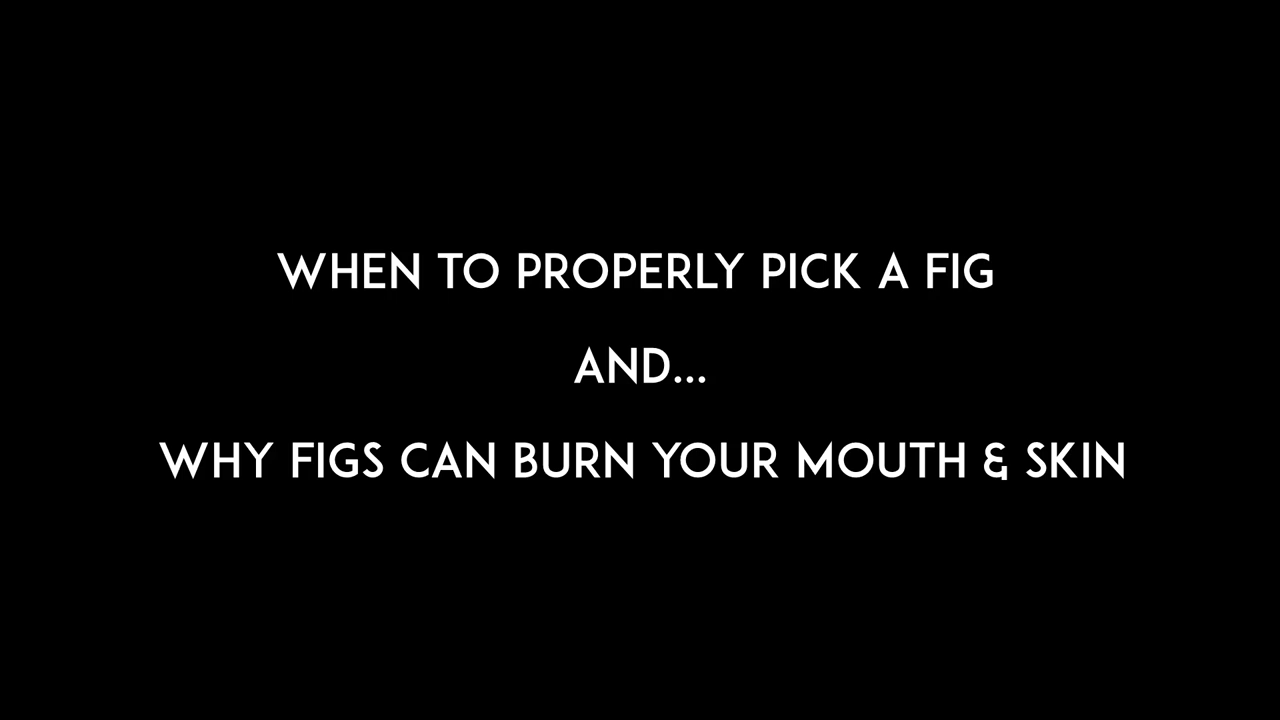 WHEN TO PROPERLY PICK A FIG
AND...
WHY FIGS CAN BURN YOUR MOUTH & SKIN